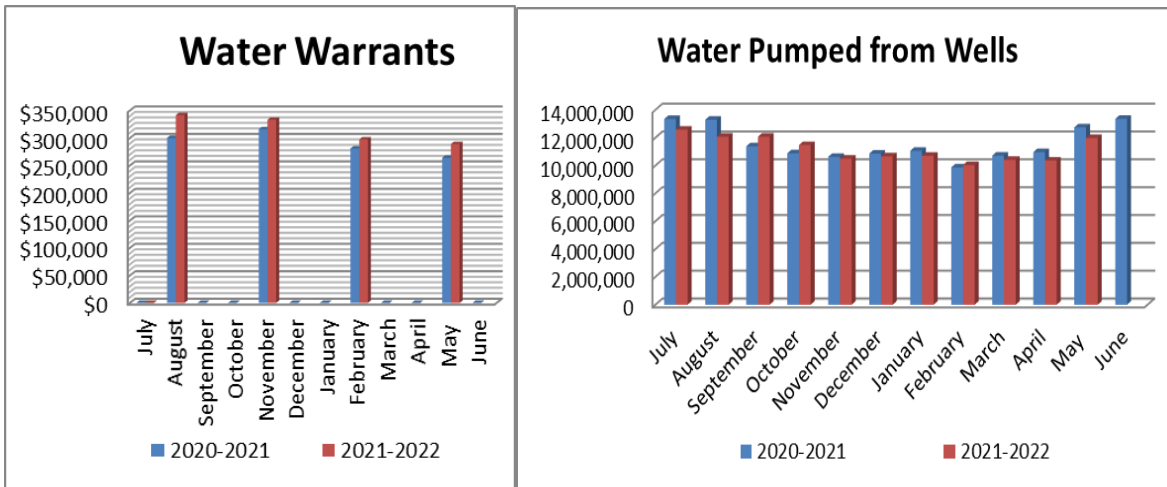 Water Warrants
$350,000
$300,000
$250,000
$200,000
$150,000
$100,000
$50,000
$0
July
August
September
October
November
December
January
February
March
April
May
June
2020-2021 2021-2022
Water Pumped from Wells
14,000,000
12,000,000
10,000,000
8,000,000
6,000,000
4,000,000
2,000,000
0
July
August
September
October
November
December
January
February
March
April
May
June
2020-2021 2021-2022